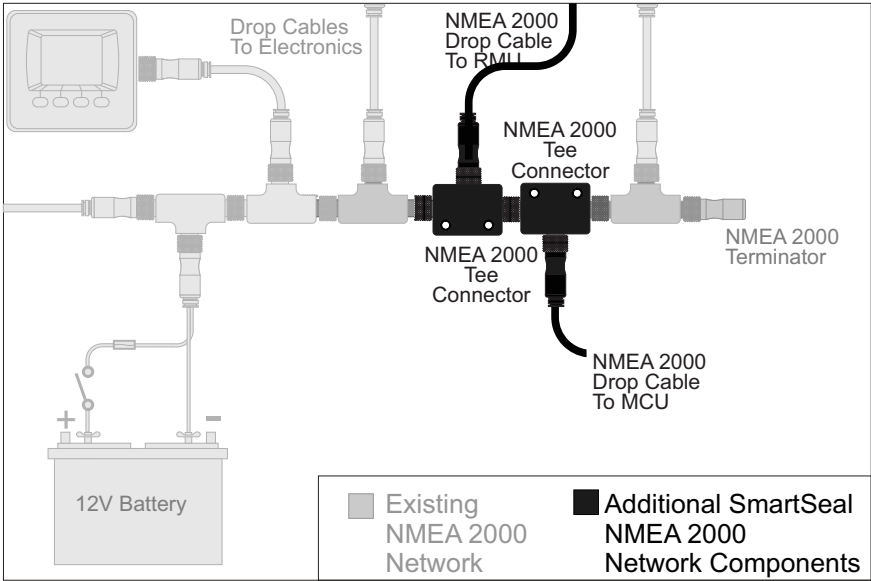 Drop Cables
To Electronics
NMEA 2000
Drop Cable
To RMU
NMEA 2000
Tee
Connector
NMEA 2000
Tee
Connector
NMEA 2000
Terminator
NMEA 2000
Drop Cable
To MCU
+
-
12V Battery
Existing
NMEA 2000
Network
Additional SmartSeal
NMEA 2000
Network Components